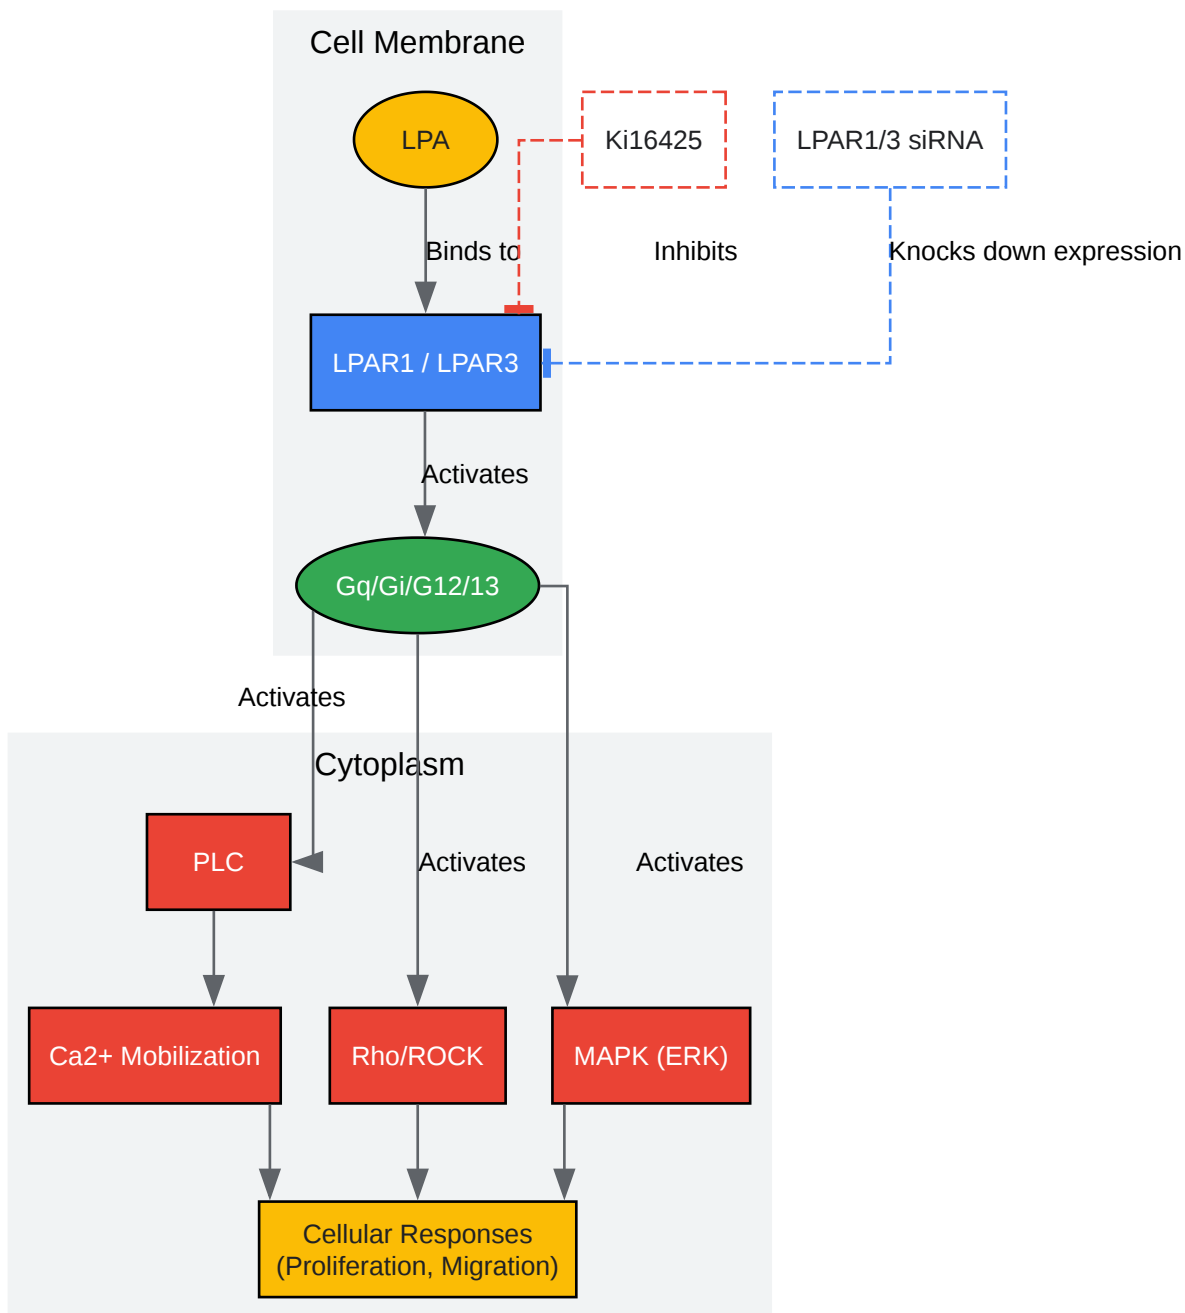 Cell Membrane
LPA
Ki16425
LPAR1/3 siRNA
Binds to
Inhibits
Knocks down expression
LPAR1 / LPAR3
Activates
Gq/Gi/G12/13
Activates
Cytoplasm
PLC
Activates
Activates
Ca2+ Mobilization
Rho/ROCK
MAPK (ERK)
Cellular Responses
(Proliferation, Migration)